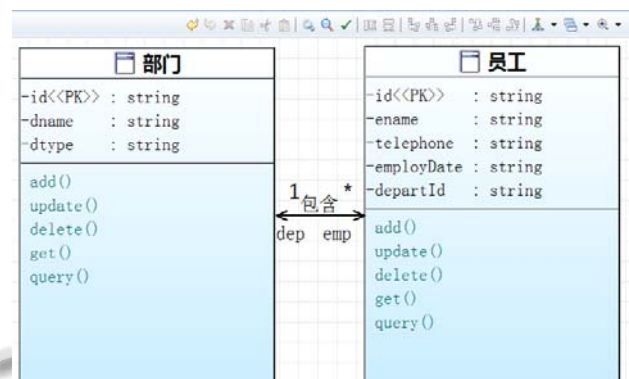 部门
-id<<PK>> : string
-dname : string
-dtype : string
add()
update()
delete()
get()
query()
1 包含 *
dep emp
员工
-id<<PK>> : string
-ename : string
-telephone : string
-employDate : string
-departId : string
add()
update()
delete()
get()
query()